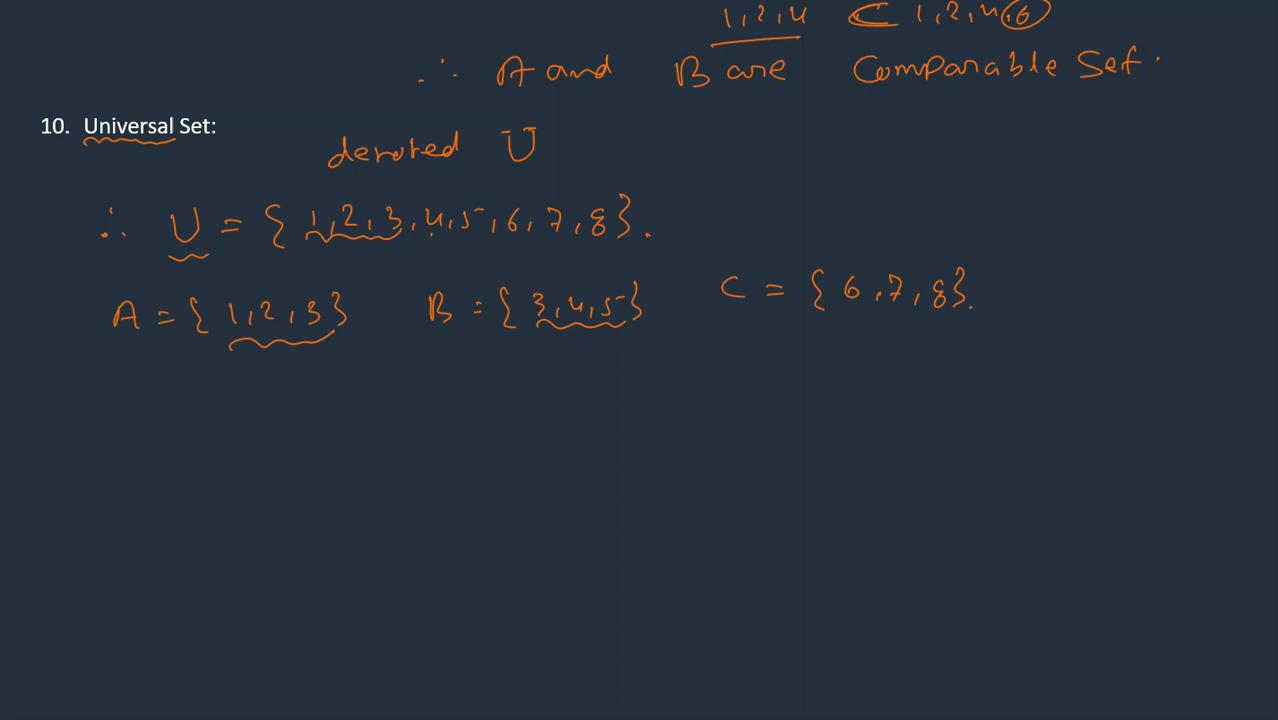 1, 2, 4 ⊂ 1, 2, 4, 6
∴ A and B are Comparable Set.
10. Universal Set:
denoted U
∴ U = { 1, 2, 3, 4, 5, 6, 7, 8 }.
A = { 1, 2, 3 } B = { 3, 4, 5 } C = { 6, 7, 8 }.